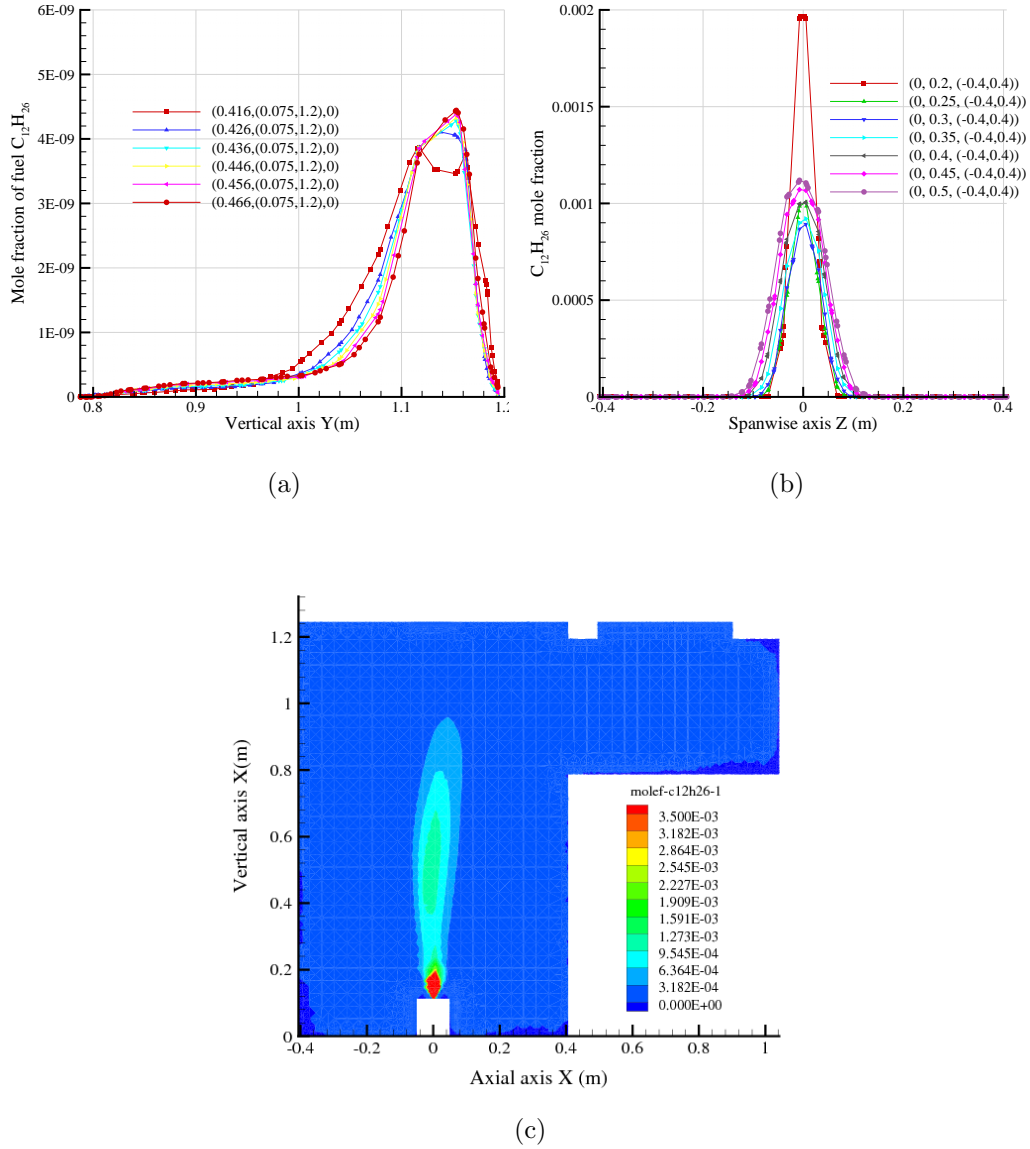 6E-09
5E-09
4E-09
3E-09
2E-09
1E-09
0
Mole fraction of fuel C12H26
(0.416,(0.075,1.2),0)
(0.426,(0.075,1.2),0)
(0.436,(0.075,1.2),0)
(0.446,(0.075,1.2),0)
(0.456,(0.075,1.2),0)
(0.466,(0.075,1.2),0)
0.8 0.9 1 1.1
Vertical axis Y(m)
(a)
0.002
0.0015
0.001
0.0005
0
C12H26 mole fraction
(0, 0.2, (-0.4,0.4))
(0, 0.25, (-0.4,0.4))
(0, 0.3, (-0.4,0.4))
(0, 0.35, (-0.4,0.4))
(0, 0.4, (-0.4,0.4))
(0, 0.45, (-0.4,0.4))
(0, 0.5, (-0.4,0.4))
-0.4 -0.2 0 0.2 0.4
Spanwise axis Z (m)
(b)
1.2
1
0.8
0.6
0.4
0.2
0
Vertical axis X(m)
molef-c12h26-1
3.500E-03
3.182E-03
2.864E-03
2.545E-03
2.227E-03
1.909E-03
1.591E-03
1.273E-03
9.545E-04
6.364E-04
3.182E-04
0.000E+00
-0.4 -0.2 0 0.2 0.4 0.6 0.8 1
Axial axis X (m)
(c)